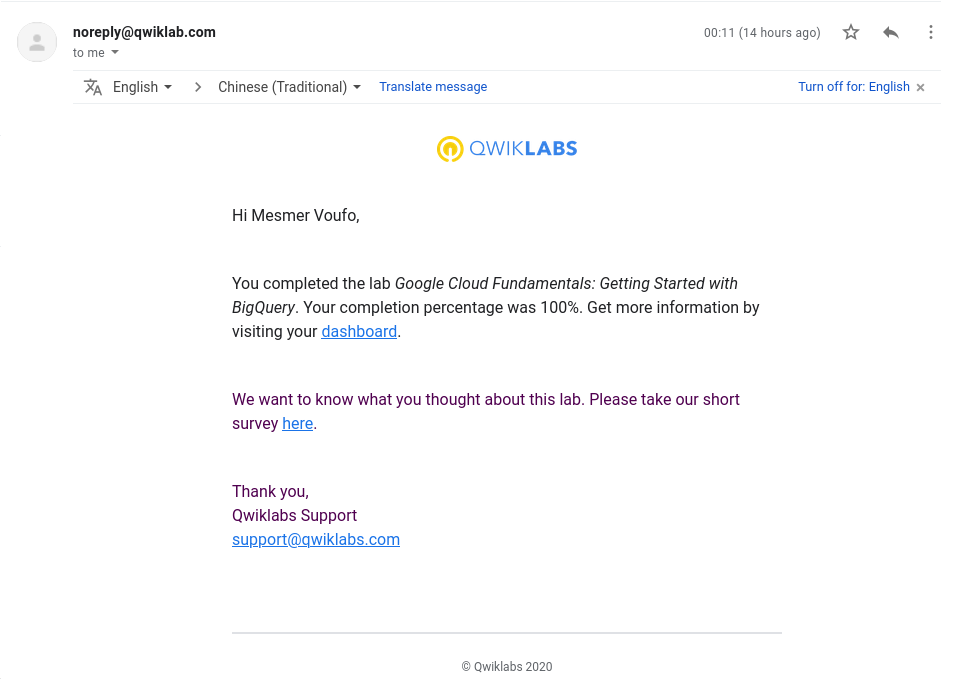 noreply@qwiklab.com
00:11 (14 hours ago)
to me
English
Chinese (Traditional)
Translate message
Turn off for: English
QWIKLABS
Hi Mesmer Voufo,
You completed the lab Google Cloud Fundamentals: Getting Started with
BigQuery. Your completion percentage was 100%. Get more information by
visiting your dashboard.
We want to know what you thought about this lab. Please take our short
survey here.
Thank you,
Qwiklabs Support
support@qwiklabs.com
© Qwiklabs 2020